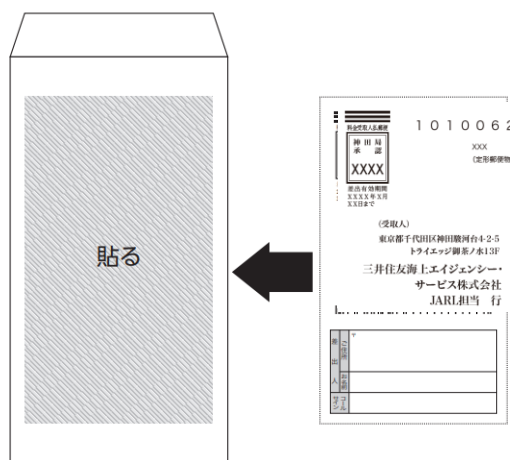 貼る
料金受取人払郵便
神田局
承認
XXXX
差出有効期間
XXXX年X月
XX日まで
1010062
XXX
(定形郵便物
(受取人)
東京都千代田区神田駿河台4-2-5
トライエッジ御茶ノ水13F
三井住友海上エイジェンシー・
サービス株式会社
JARL担当 行
差出人
〒
ご住所
お名前
コールサイン